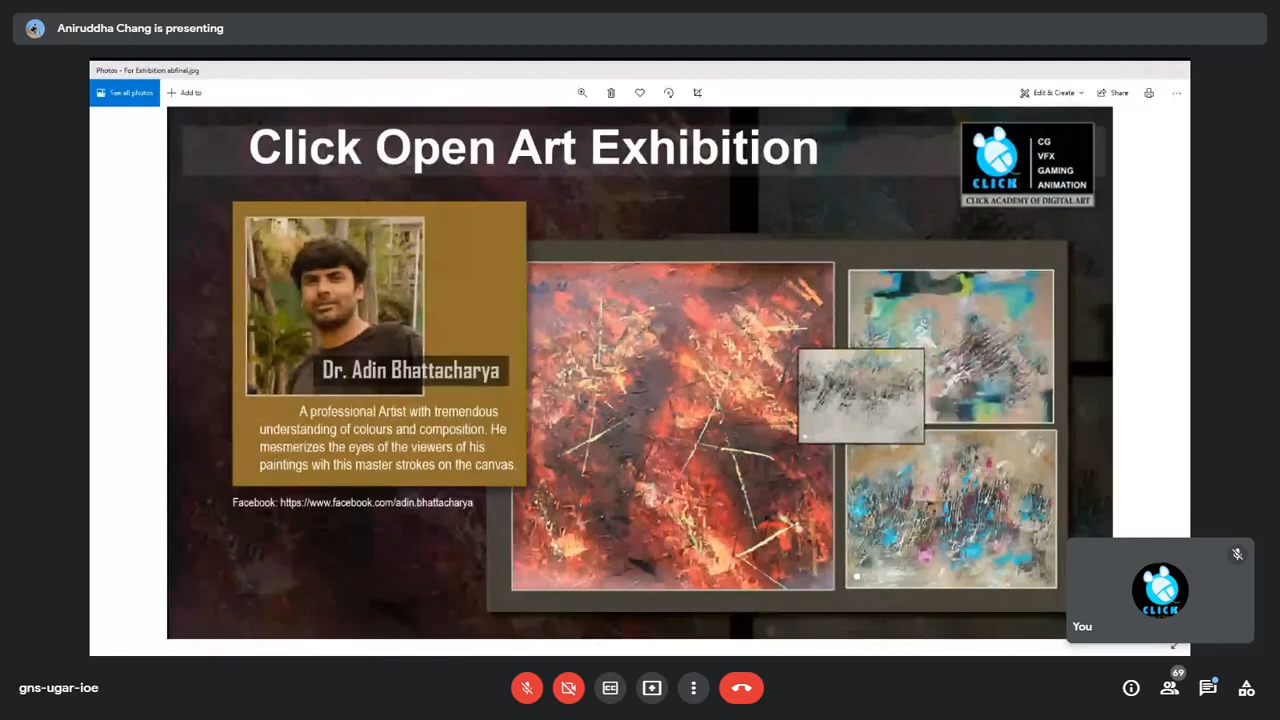 Aniruddha Chang is presenting
Photos - For Exhibition abfinal.jpg
See all photos
Add to
Edit & Create
Share
Click Open Art Exhibition
CLICK
CG
VFX
GAMING
ANIMATION
CLICK ACADEMY OF DIGITAL ART
Dr. Adin Bhattacharya
A professional Artist with tremendous
understanding of colours and composition. He
mesmerizes the eyes of the viewers of his
paintings wih this master strokes on the canvas.
Facebook: https://www.facebook.com/adin.bhattacharya
CLICK
You
gns-ugar-ioe
CC
69